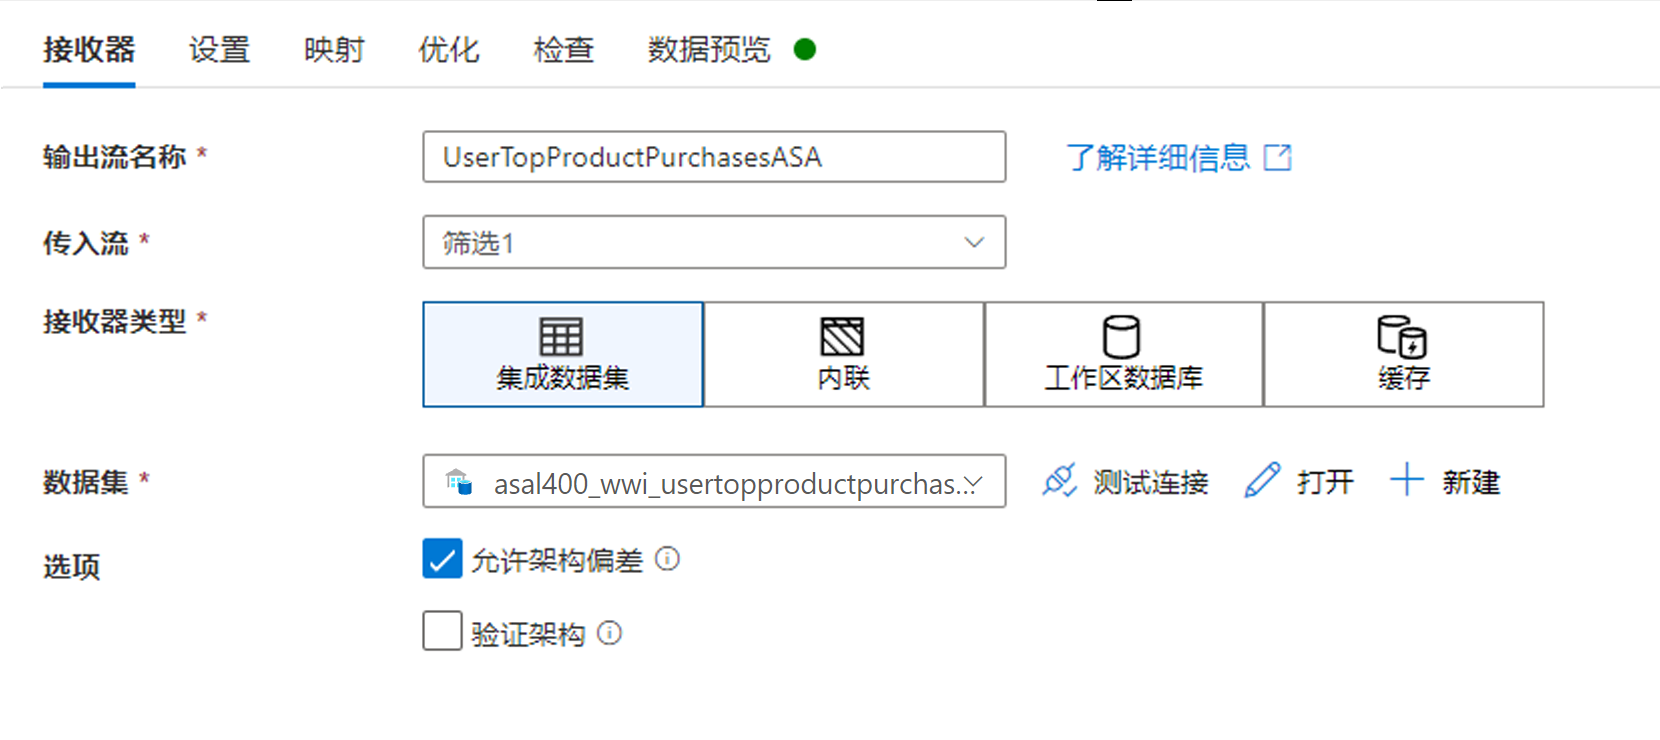 接收器 设置 映射 优化 检查 数据预览
输出流名称 * UserTopProductPurchasesASA 了解详细信息
传入流 * 筛选1
接收器类型 * 集成数据集 内联 工作区数据库 缓存
数据集 * asal400_wwi_usertopproductpurchas... 测试连接 打开 新建
选项 允许架构偏差
验证架构